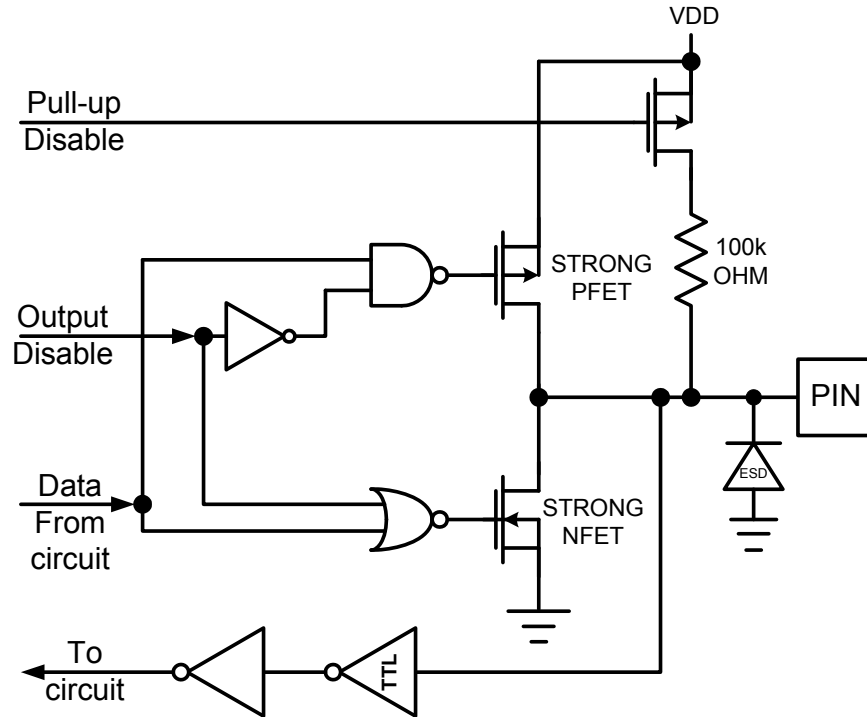 VDD
Pull-up
Disable
100k
OHM
STRONG
PFET
Output
Disable
PIN
ESD
Data
From
circuit
STRONG
NFET
To
circuit
TTL